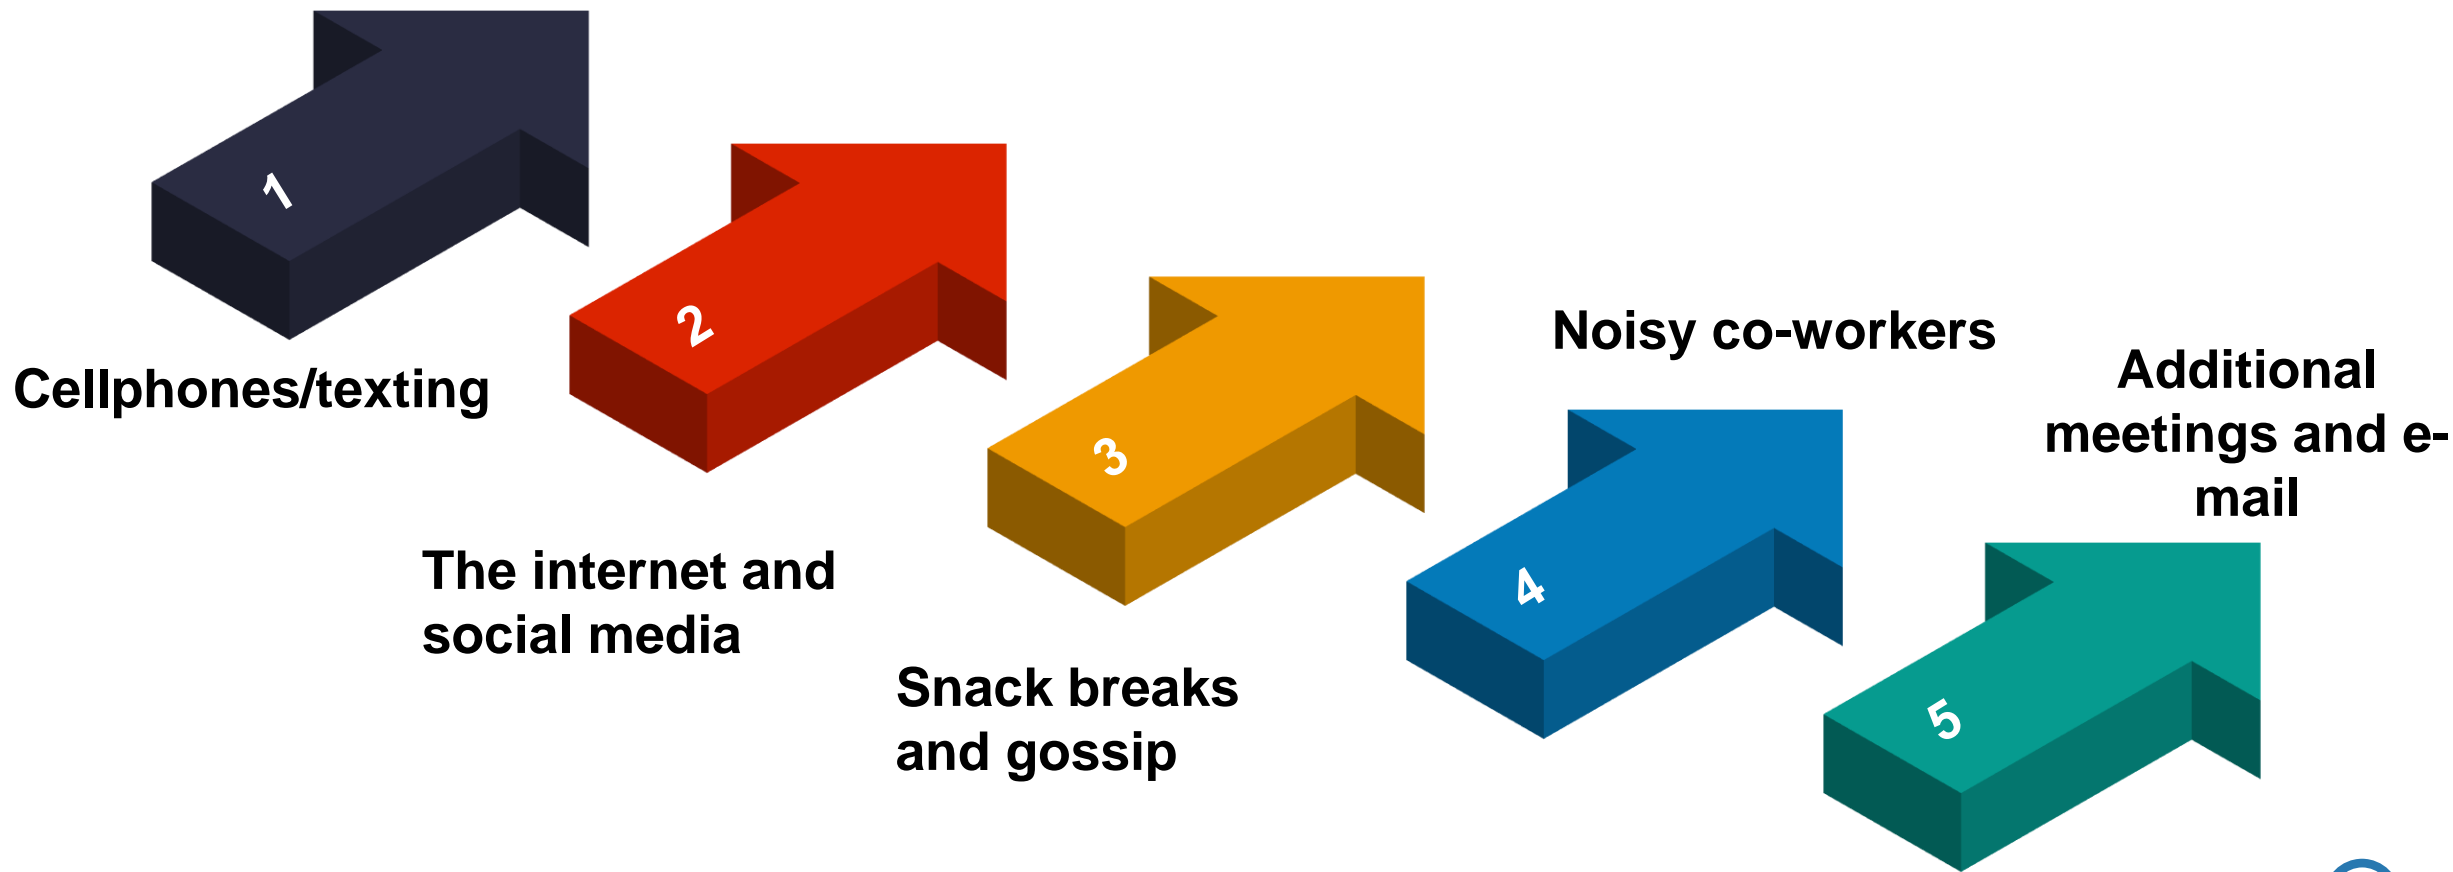 1
Cellphones/texting
2
The internet and
social media
3
Snack breaks
and gossip
4
Noisy co-workers
5
Additional
meetings and e-
mail